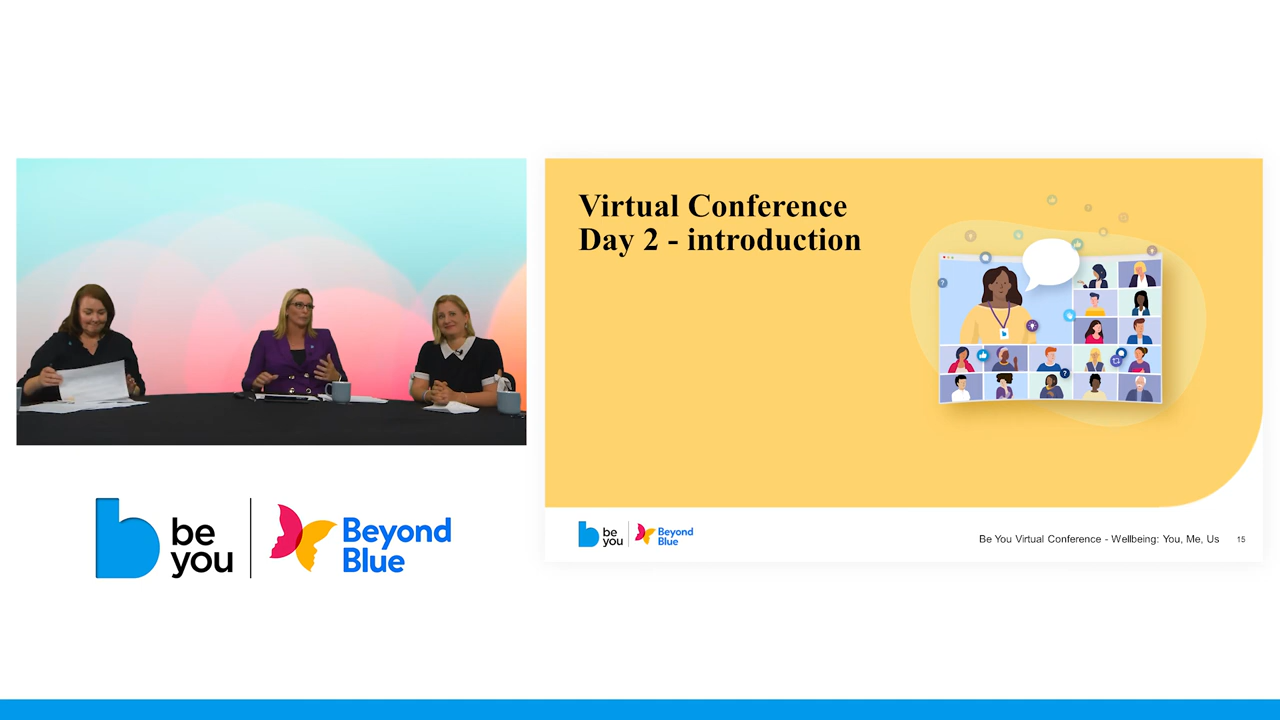 be
you
Beyond
Blue
Virtual Conference
Day 2 - introduction
be
you
Beyond
Blue
Be You Virtual Conference - Wellbeing: You, Me, Us
15